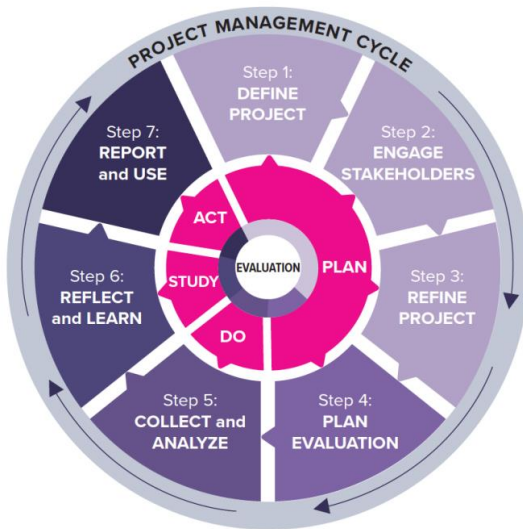 PROJECT MANAGEMENT CYCLE
Step 1:
DEFINE
PROJECT
Step 2:
ENGAGE
STAKEHOLDERS
Step 3:
REFINE
PROJECT
Step 4:
PLAN
EVALUATION
Step 5:
COLLECT and
ANALYZE
Step 6:
REFLECT
and LEARN
Step 7:
REPORT
and USE
ACT
PLAN
STUDY
DO
EVALUATION